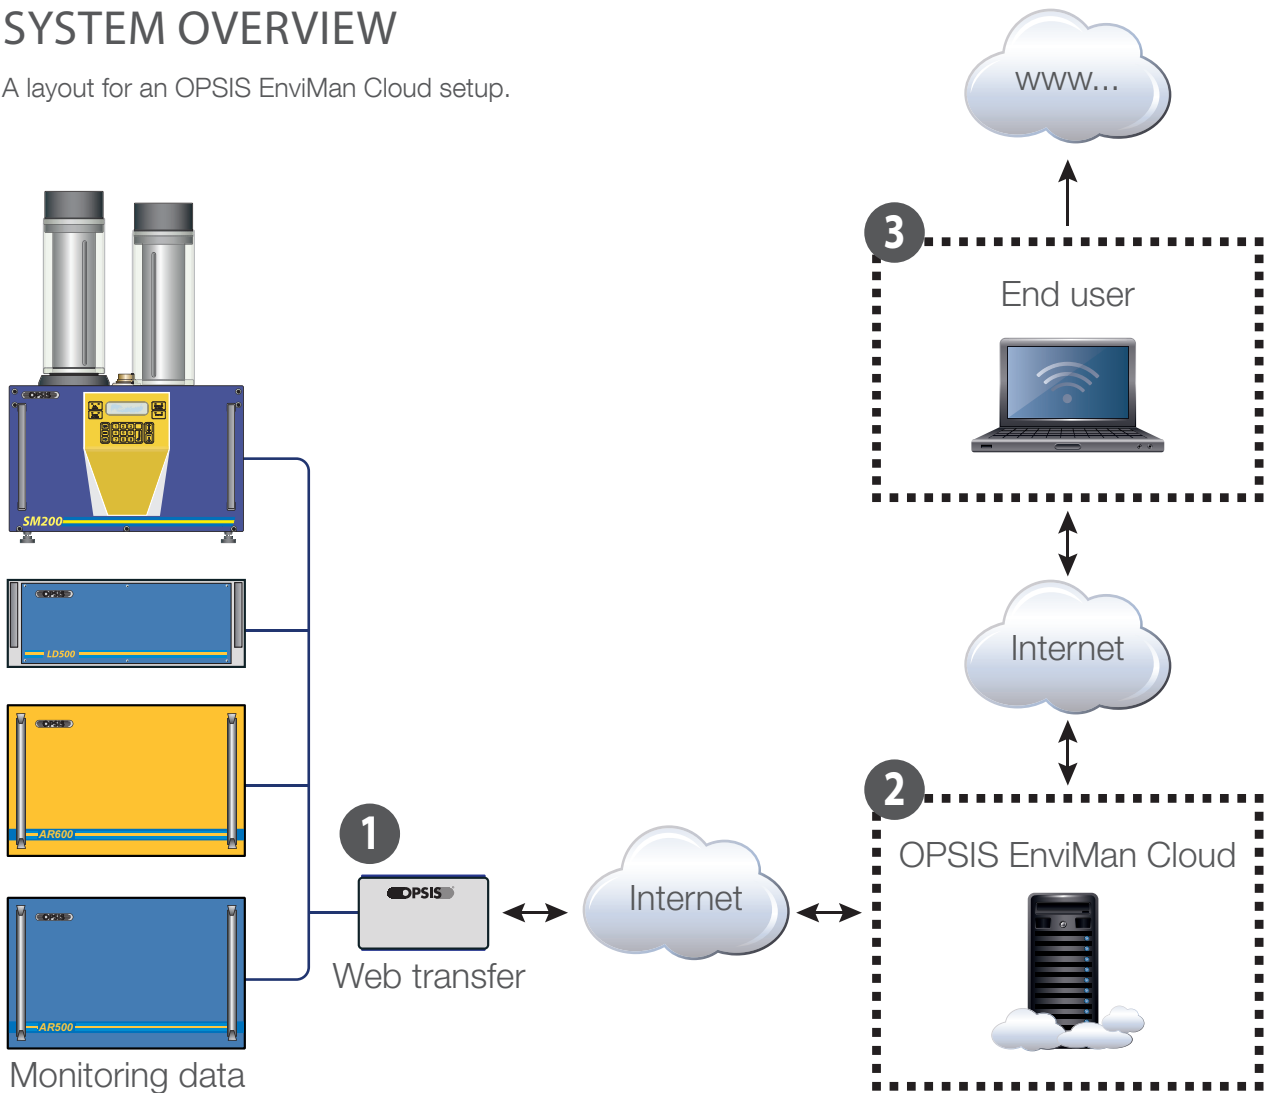 SYSTEM OVERVIEW
A layout for an OPSIS EnviMan Cloud setup.
www...
3
End user
OPSIS
SM200
Internet
OPSIS
LD500
OPSIS
AR600
2
OPSIS EnviMan Cloud
1
OPSIS
Internet
Web transfer
OPSIS
AR500
Monitoring data